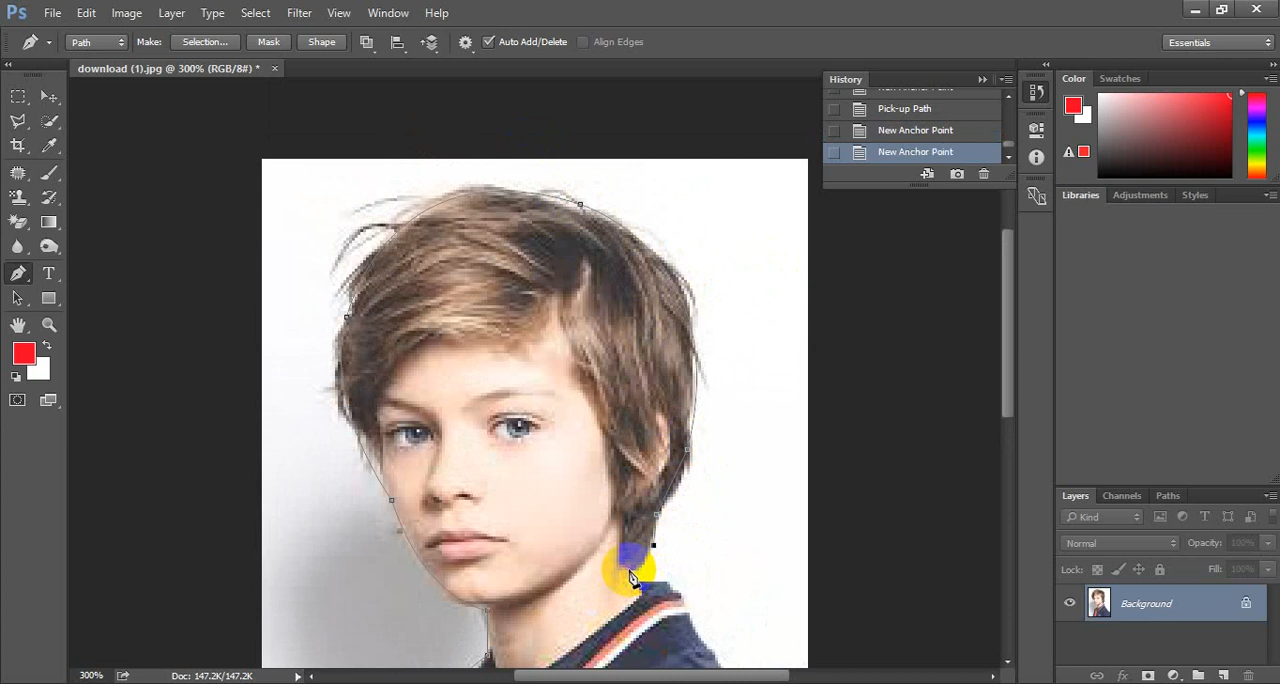 Ps File Edit Image Layer Type Select Filter View Window Help
Path Make: Selection... Mask Shape Auto Add/Delete Align Edges Essentials
download (1).jpg @ 300% (RGB/8#) * ×
History
Pick-up Path
New Anchor Point
New Anchor Point
Color Swatches
Libraries Adjustments Styles
Layers Channels Paths
Kind
Normal Opacity: 100%
Lock: Fill: 100%
Background
T
fx
300% Doc: 147.2K/147.2K